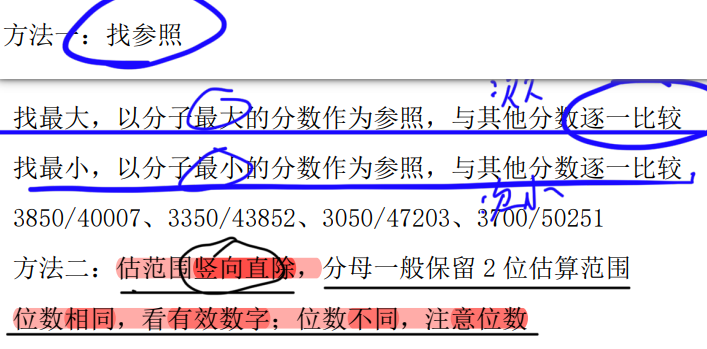 方法一：找参照
次大
找最大，以分子最大的分数作为参照，与其他分数逐一比较
找最小，以分子最小的分数作为参照，与其他分数逐一比较
次小
3850/40007、3350/43852、3050/47203、3700/50251
方法二：估范围竖向直除，分母一般保留2位估算范围
位数相同，看有效数字；位数不同，注意位数